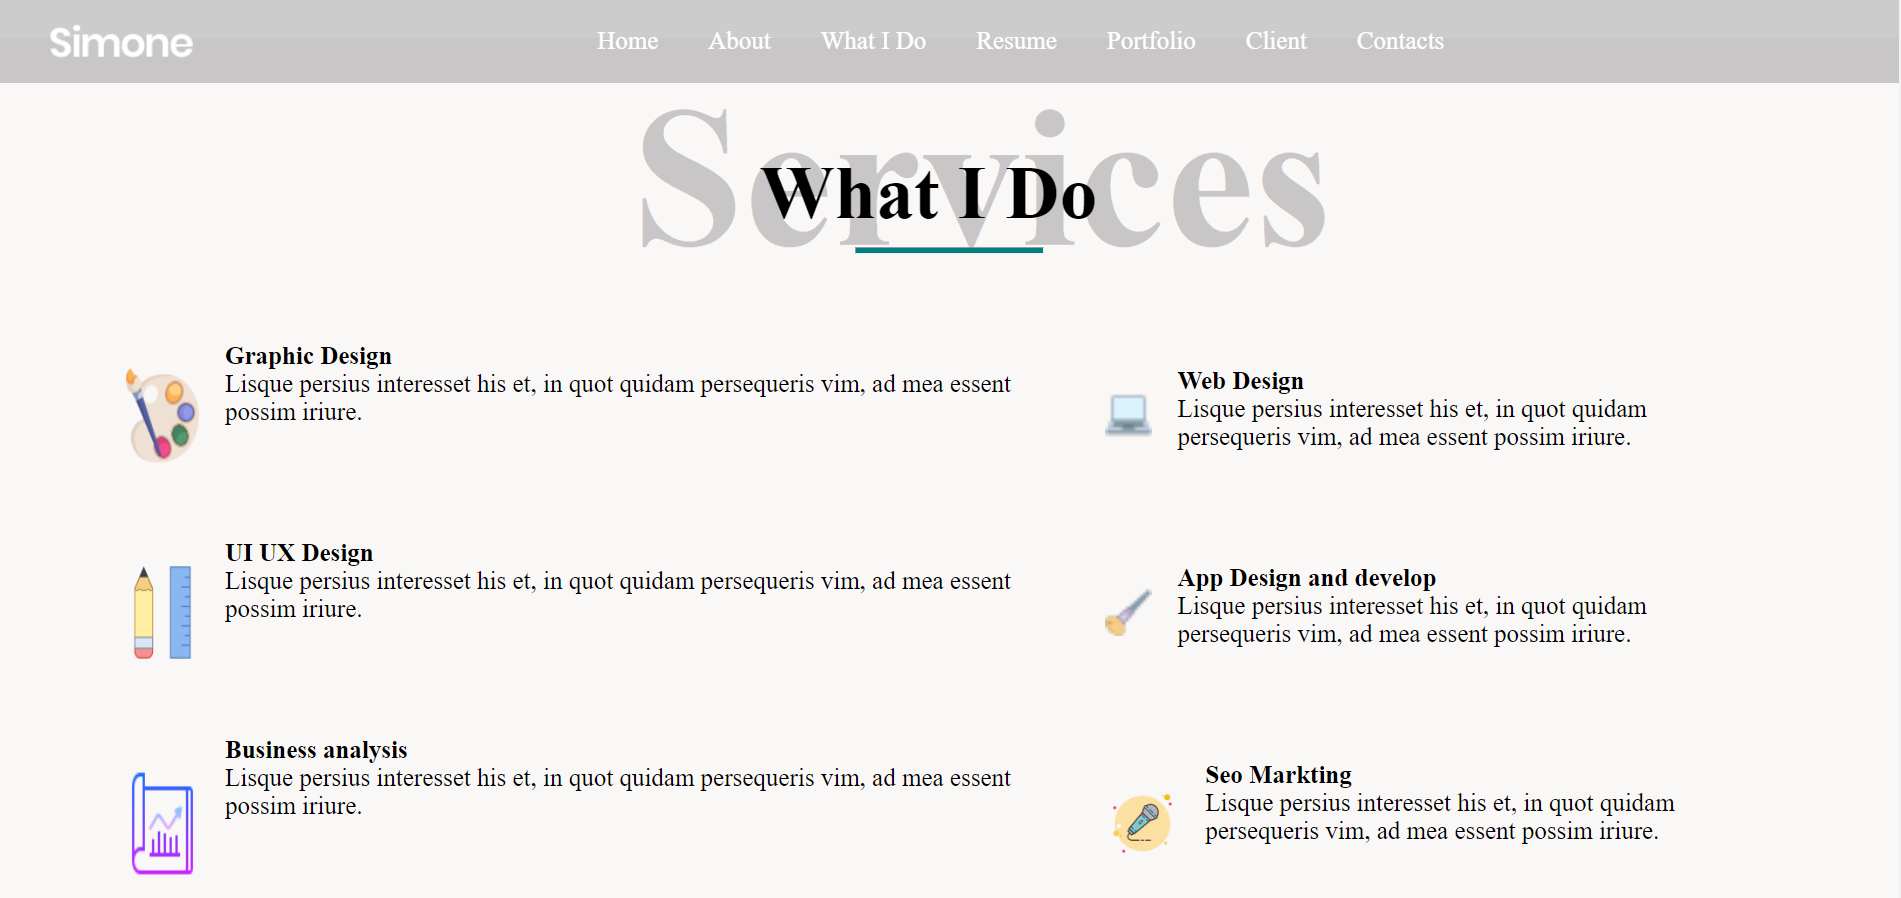 Simone
Home About What I Do Resume Portfolio Client Contacts
Services
What I Do
Graphic Design
Lisque persius interesset his et, in quot quidam persequeris vim, ad mea essent
possim iriure.
Web Design
Lisque persius interesset his et, in quot quidam
persequeris vim, ad mea essent possim iriure.
UI UX Design
Lisque persius interesset his et, in quot quidam persequeris vim, ad mea essent
possim iriure.
App Design and develop
Lisque persius interesset his et, in quot quidam
persequeris vim, ad mea essent possim iriure.
Business analysis
Lisque persius interesset his et, in quot quidam persequeris vim, ad mea essent
possim iriure.
Seo Markting
Lisque persius interesset his et, in quot quidam
persequeris vim, ad mea essent possim iriure.